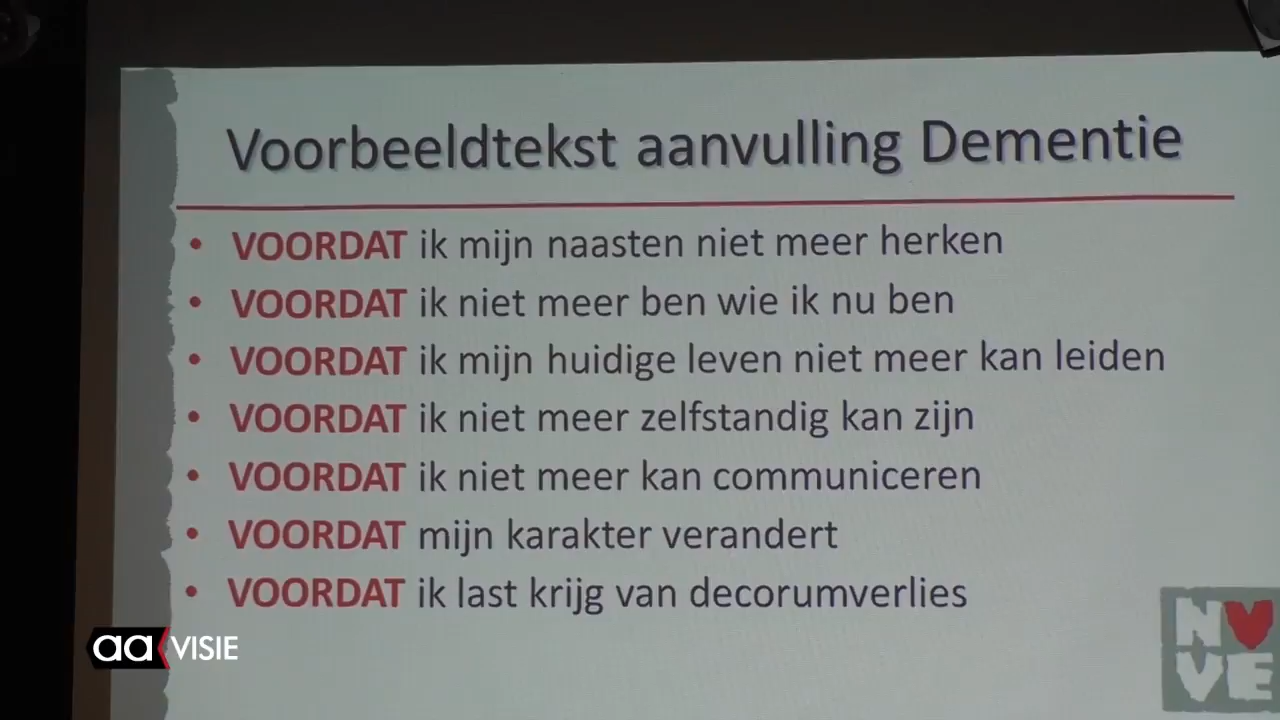 Voorbeeldtekst aanvulling Dementie
• VOORDAT ik mijn naasten niet meer herken
• VOORDAT ik niet meer ben wie ik nu ben
• VOORDAT ik mijn huidige leven niet meer kan leiden
• VOORDAT ik niet meer zelfstandig kan zijn
• VOORDAT ik niet meer kan communiceren
• VOORDAT mijn karakter verandert
• VOORDAT ik last krijg van decorumverlies
aa VISIE
NV
VE